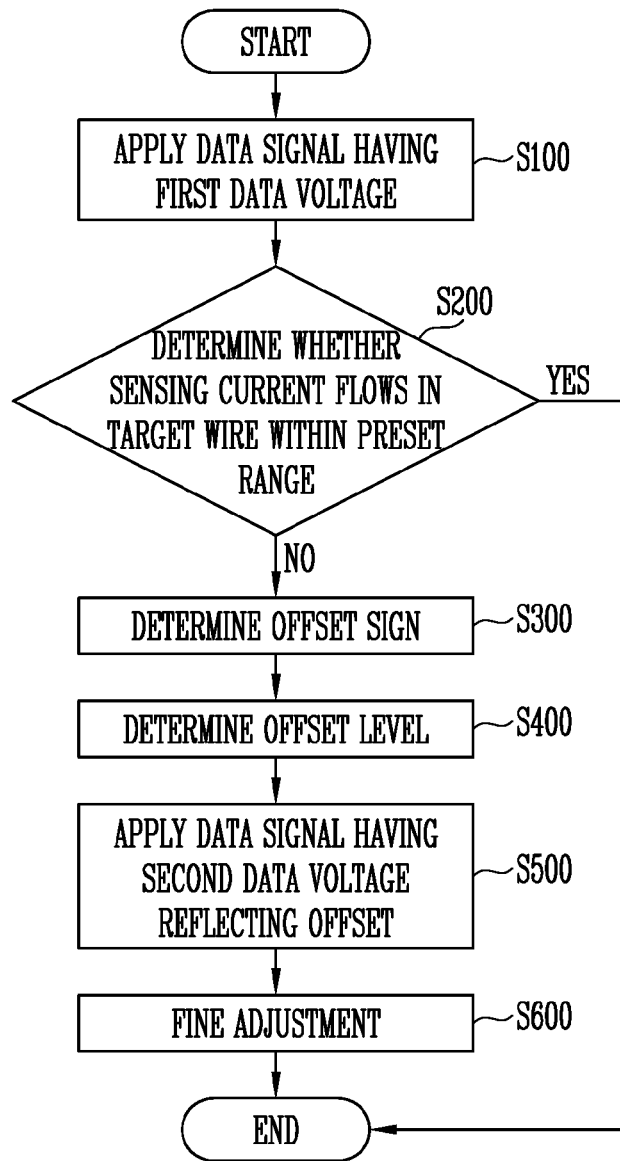 START
APPLY DATA SIGNAL HAVING
FIRST DATA VOLTAGE
S100
S200
DETERMINE WHETHER
SENSING CURRENT FLOWS IN
TARGET WIRE WITHIN PRESET
RANGE
YES
NO
DETERMINE OFFSET SIGN
S300
DETERMINE OFFSET LEVEL
S400
APPLY DATA SIGNAL HAVING
SECOND DATA VOLTAGE
REFLECTING OFFSET
S500
FINE ADJUSTMENT
S600
END